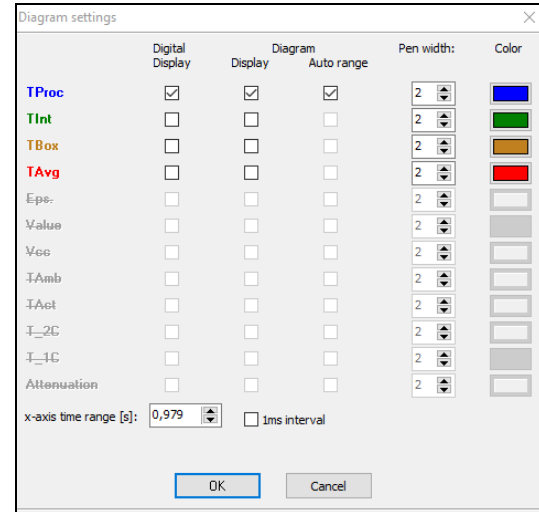 Diagram settings
Digital Display Diagram Pen width: Color
Display Auto range
TProc 2
TInt 2
TBox 2
TAvg 2
Eps. 2
Value 2
Vcc 2
TAmb 2
TAct 2
T_2C 2
T_1C 2
Attenuation 2
x-axis time range [s]: 0,979 1ms interval
OK Cancel